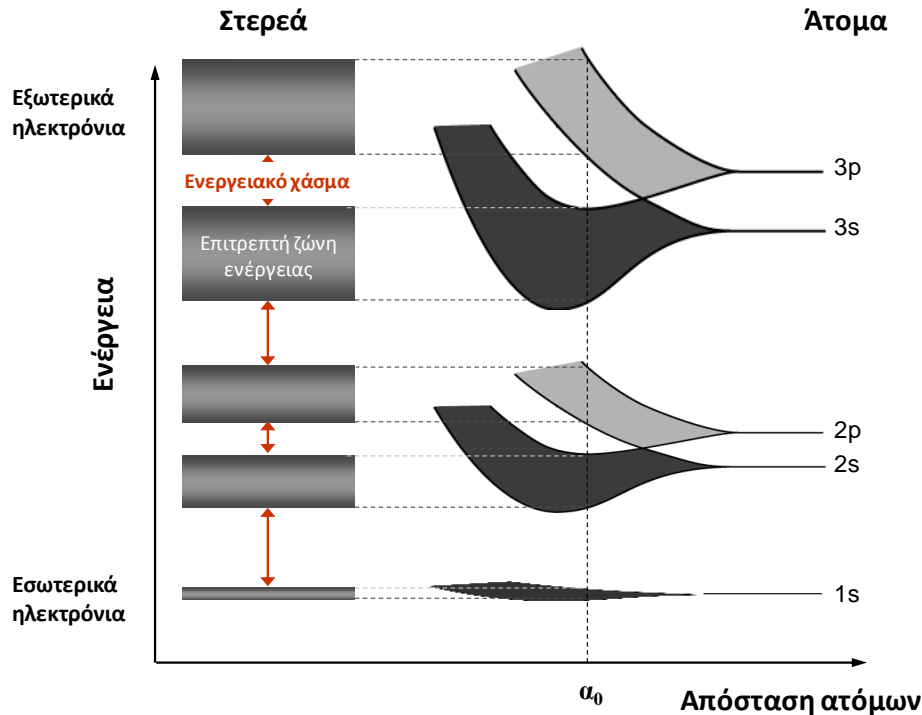 Στερεά
Άτομα
Εξωτερικά
ηλεκτρόνια
Ενεργειακό χάσμα
Επιτρεπτή ζώνη
ενέργειας
3p
3s
Ενέργεια
2p
2s
Εσωτερικά
ηλεκτρόνια
1s
α₀
Απόσταση ατόμων